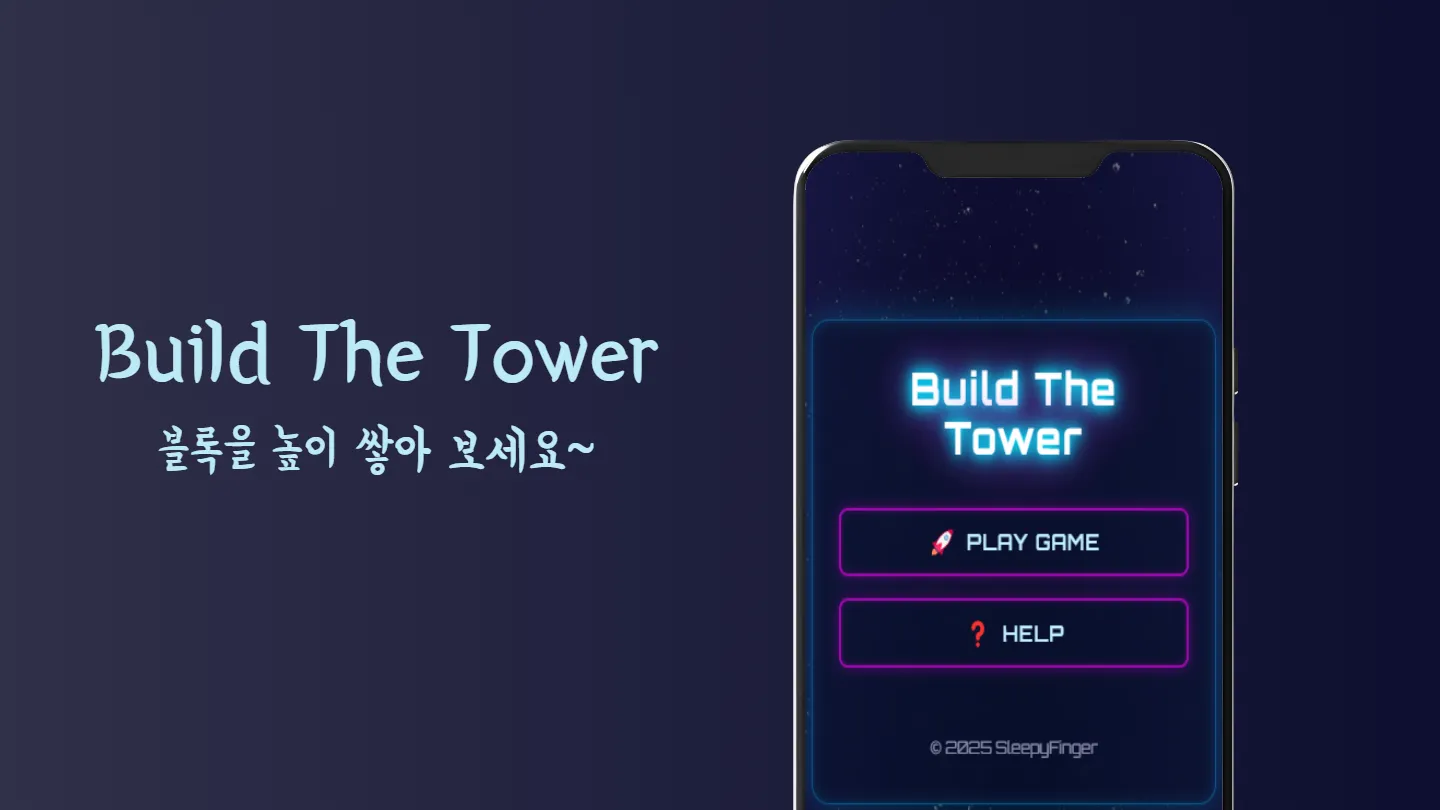 Build The Tower
블록을 높이 쌓아 보세요~
Build The
Tower
🚀 PLAY GAME
❓ HELP
© 2025 SleepyFinger